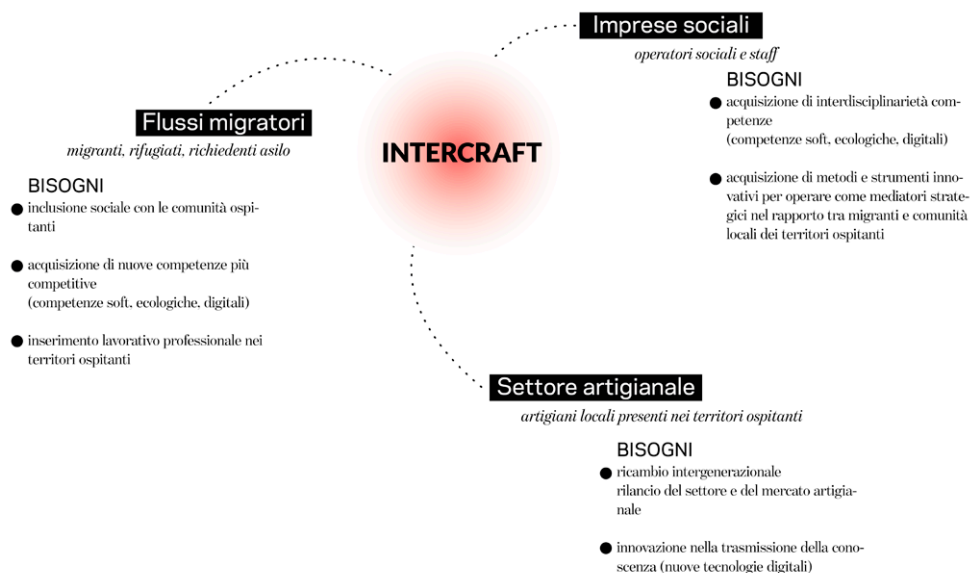 INTERCRAFT
Flussi migratori
migranti, rifugiati, richiedenti asilo
BISOGNI
● inclusione sociale con le comunità ospi-
tanti
● acquisizione di nuove competenze più
competitive
(competenze soft, ecologiche, digitali)
● inserimento lavorativo professionale nei
territori ospitanti
Imprese sociali
operatori sociali e staff
BISOGNI
● acquisizione di interdisciplinarietà com-
petenze
(competenze soft, ecologiche, digitali)
● acquisizione di metodi e strumenti inno-
vativi per operare come mediatori strate-
gici nel rapporto tra migranti e comunità
locali dei territori ospitanti
Settore artigianale
artigiani locali presenti nei territori ospitanti
BISOGNI
● ricambio intergenerazionale
rilancio del settore e del mercato artigia-
nale
● innovazione nella trasmissione della cono-
scenza (nuove tecnologie digitali)